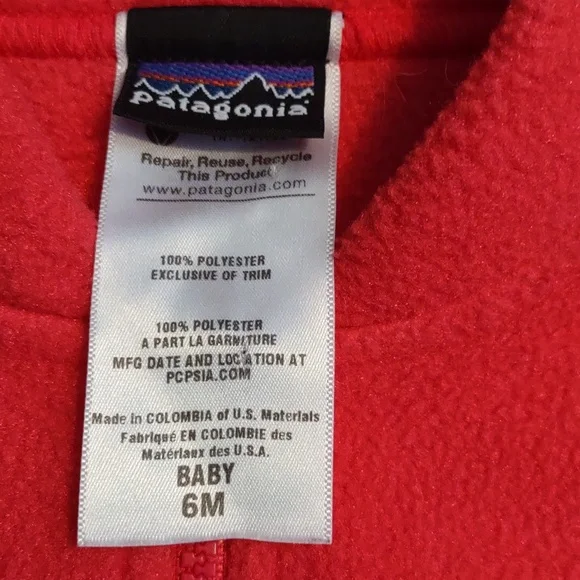 patagonia
Repair, Reuse, Recycle
This Product
www.patagonia.com
100% POLYESTER
EXCLUSIVE OF TRIM
100% POLYESTER
A PART LA GARNITURE
MFG DATE AND LOCATION AT
PCPSIA.COM
Made in COLOMBIA of U.S. Materials
Fabriqué EN COLOMBIE des
Matériaux des U.S.A.
BABY
6M